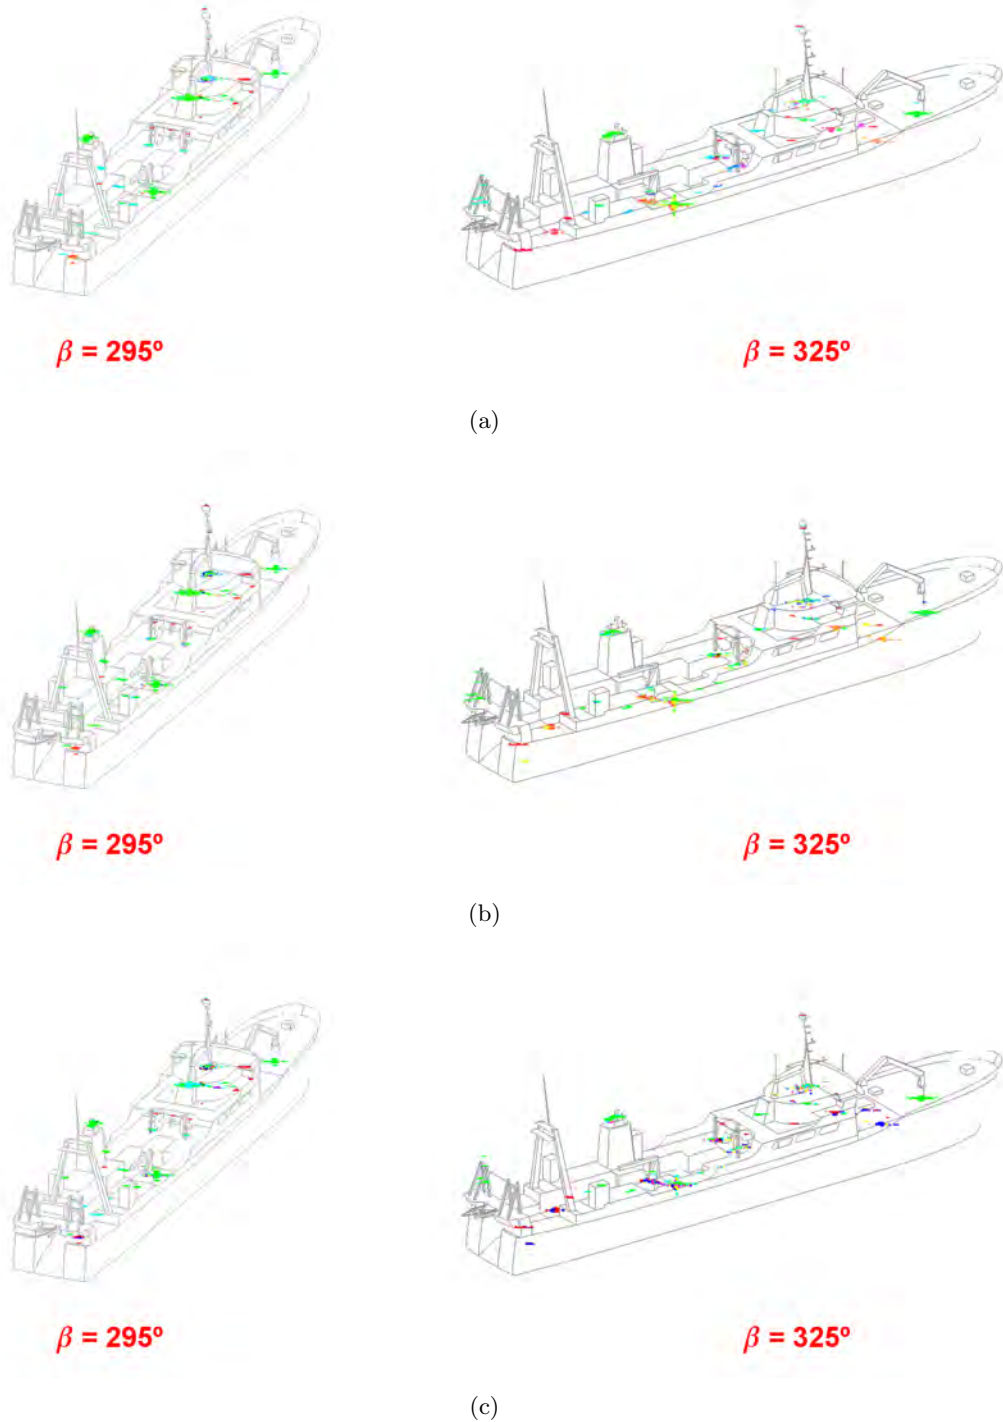 β = 295º β = 325º
(a)
β = 295º β = 325º
(b)
β = 295º β = 325º
(c)